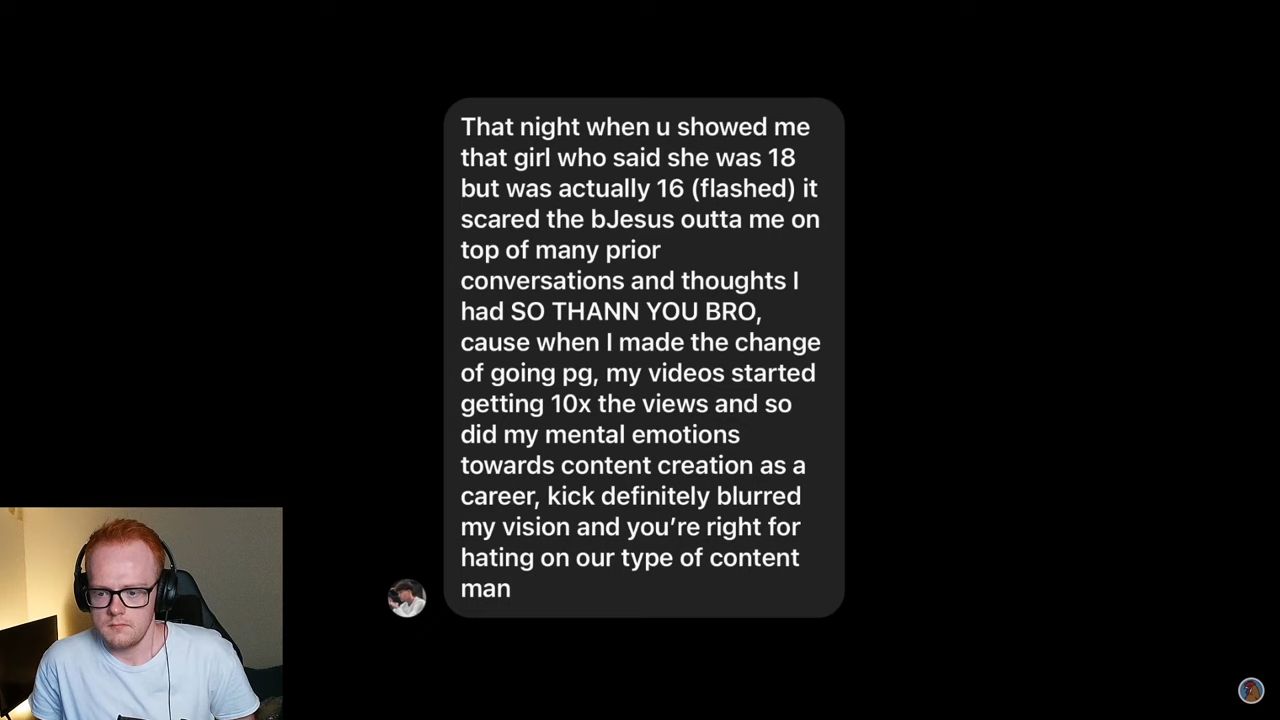 That night when u showed me
that girl who said she was 18
but was actually 16 (flashed) it
scared the bJesus outta me on
top of many prior
conversations and thoughts I
had SO THANN YOU BRO,
cause when I made the change
of going pg, my videos started
getting 10x the views and so
did my mental emotions
towards content creation as a
career, kick definitely blurred
my vision and you’re right for
hating on our type of content
man